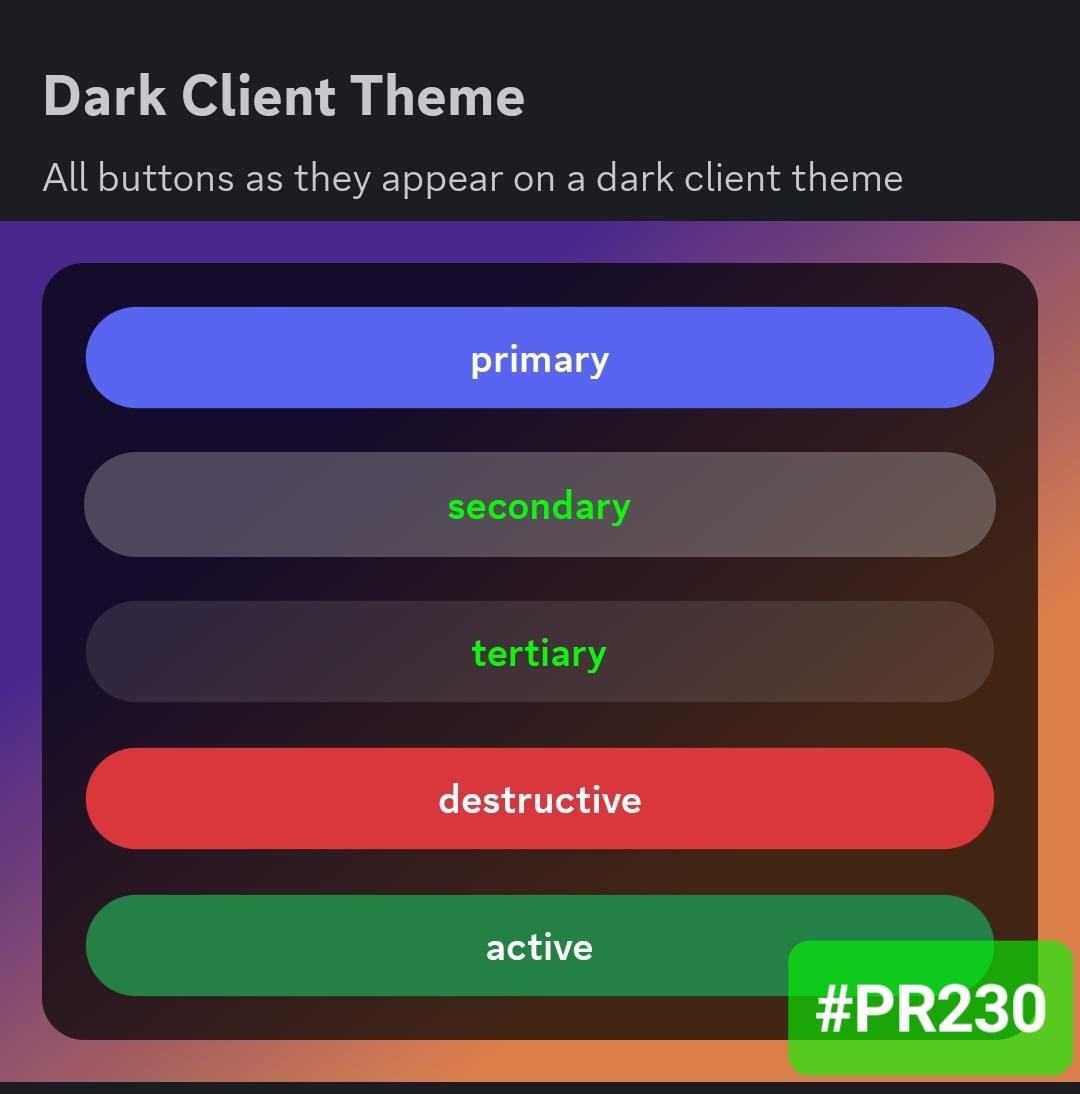 Dark Client Theme
All buttons as they appear on a dark client theme
primary
secondary
tertiary
destructive
active
#PR230